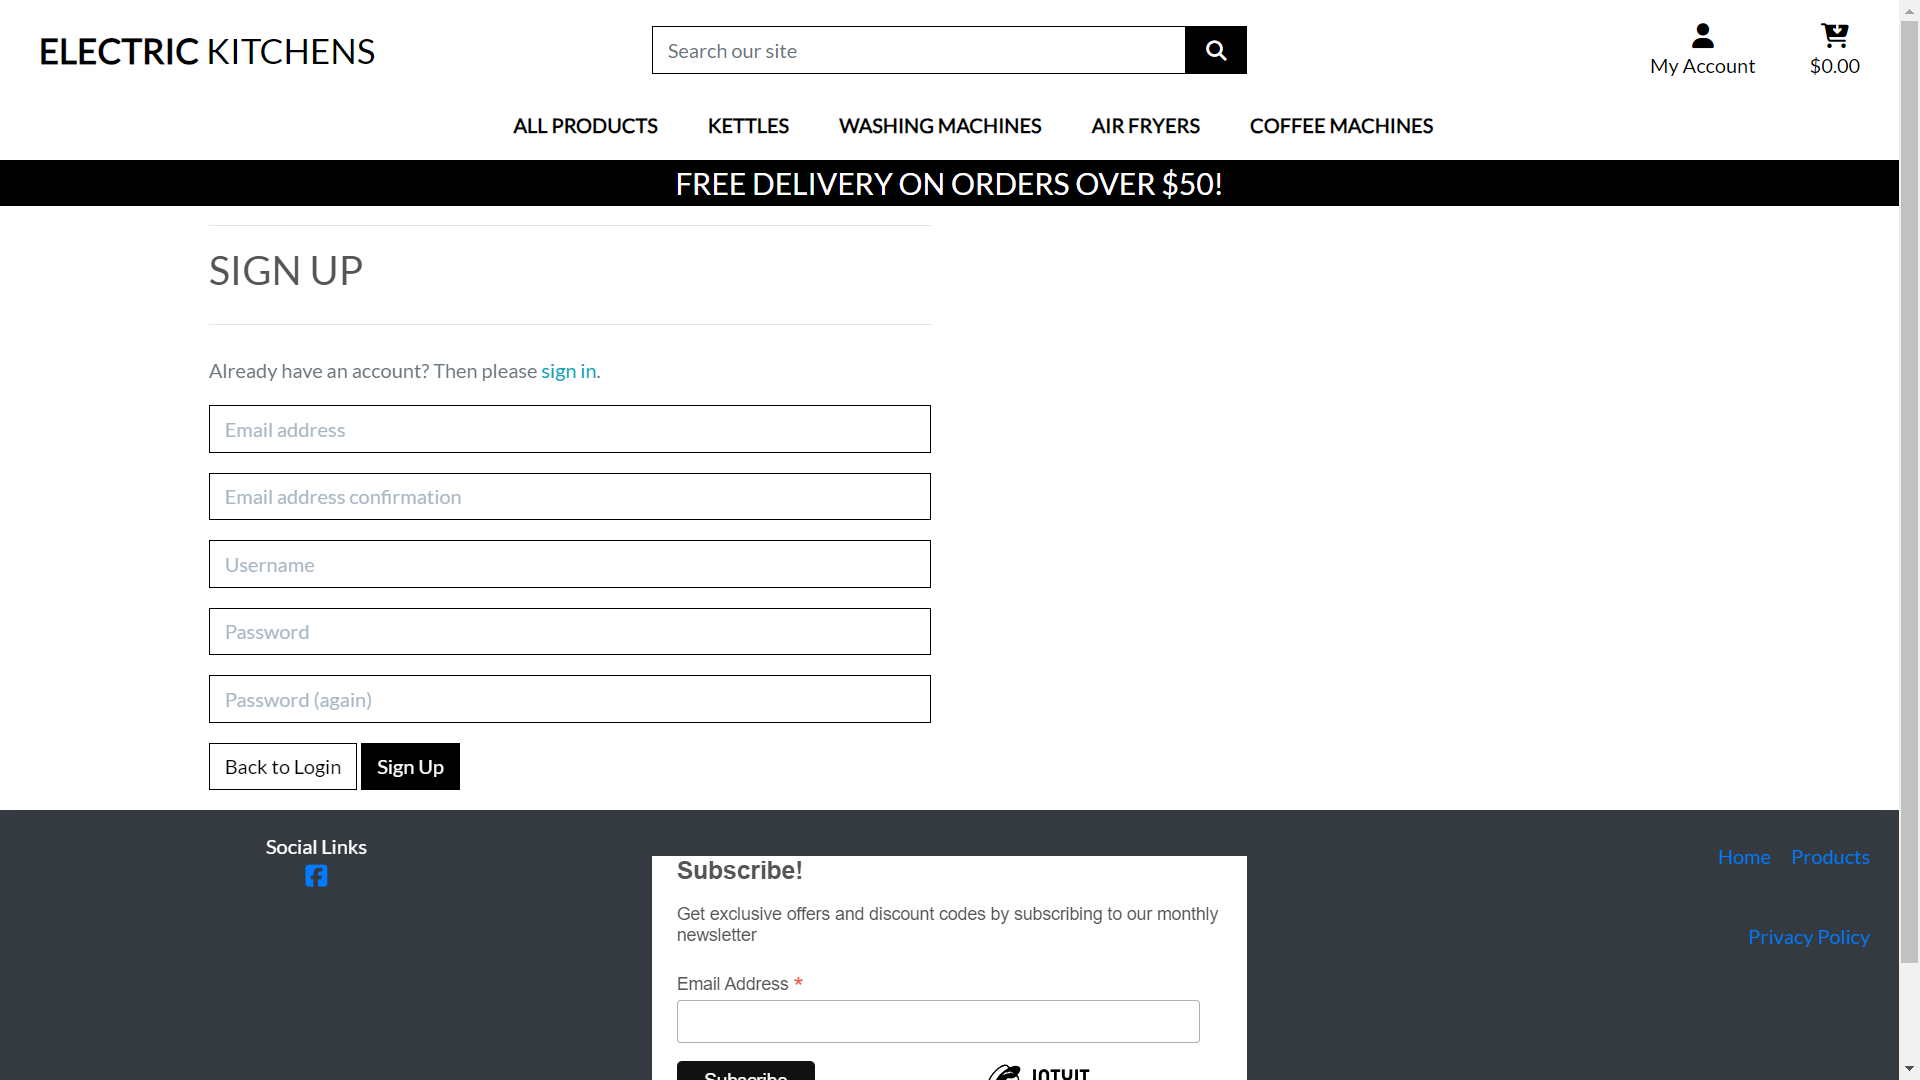 ELECTRIC KITCHENS
Search our site
My Account
$0.00
ALL PRODUCTS KETTLES WASHING MACHINES AIR FRYERS COFFEE MACHINES
FREE DELIVERY ON ORDERS OVER $50!
SIGN UP
Already have an account? Then please sign in.
Email address
Email address confirmation
Username
Password
Password (again)
Back to Login Sign Up
Social Links
Subscribe!
Get exclusive offers and discount codes by subscribing to our monthly
newsletter
Email Address *
Subscribe
INTUIT
Home Products
Privacy Policy